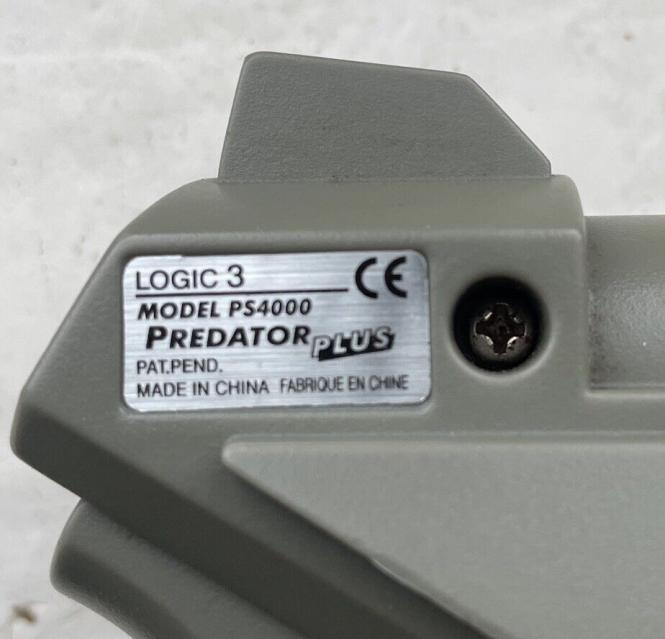 LOGIC 3 CE
MODEL PS4000
PREDATOR PLUS
PAT.PEND.
MADE IN CHINA FABRIQUE EN CHINE